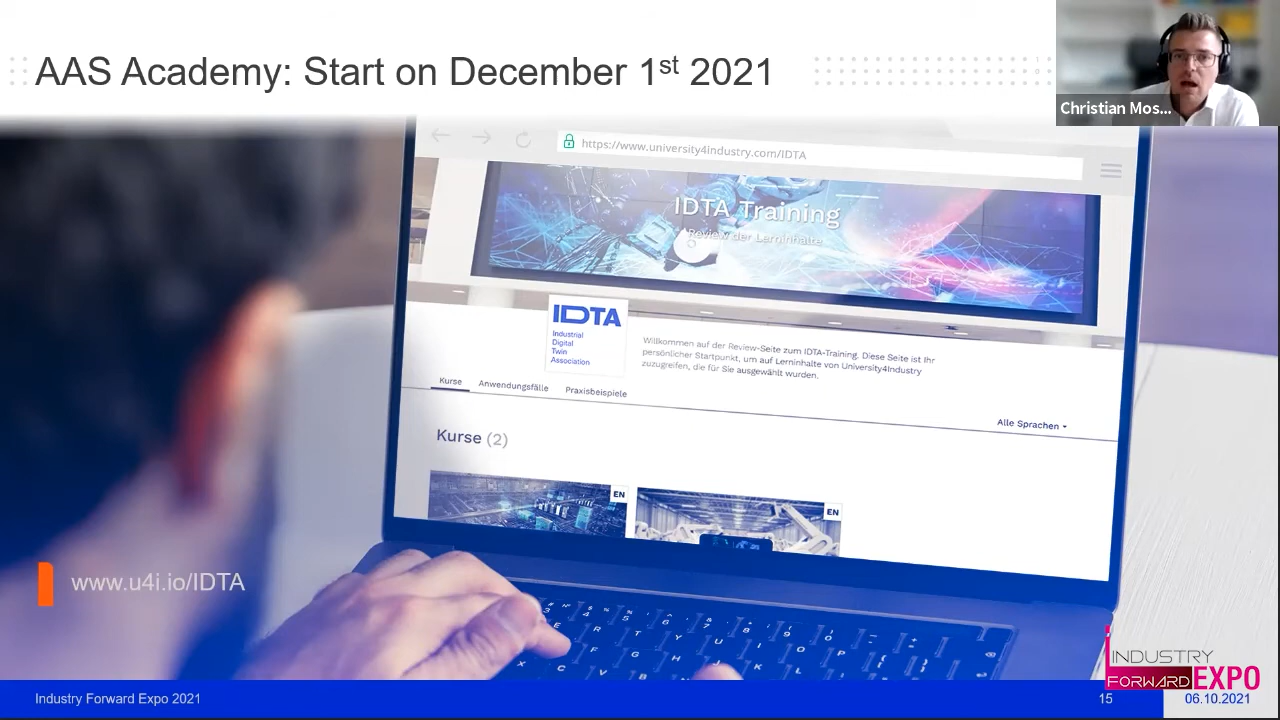 AAS Academy: Start on December 1st 2021
Christian Mos...
https://www.university4industry.com/IDTA
IDTA Training
Review der Lerninhalte
IDTA
Industrial
Digital
Twin
Association
Willkommen auf der Review-Seite zum IDTA-Training. Diese Seite ist Ihr
persönlicher Startpunkt, um auf Lerninhalte von University4Industry
zuzugreifen, die für Sie ausgewählt wurden.
Kurse Anwendungsfälle Praxisbeispiele
Alle Sprachen
Kurse (2)
EN
EN
www.u4i.io/IDTA
INDUSTRY
FORWARD EXPO
Industry Forward Expo 2021
15
06.10.2021